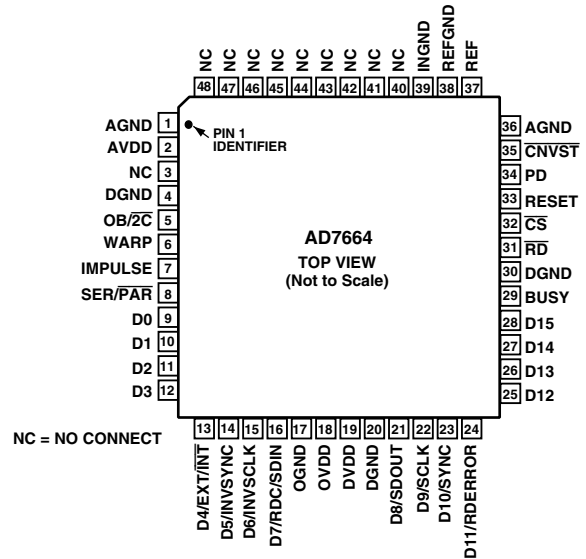 NC
NC
NC
NC
NC
NC
NC
NC
NC
INGND
REFGND
REF
48
47
46
45
44
43
42
41
40
39
38
37
AGND 1
AVDD 2
NC 3
DGND 4
OB/2C̅ 5
WARP 6
IMPULSE 7
SER/P̅A̅R̅ 8
D0 9
D1 10
D2 11
D3 12
PIN 1
IDENTIFIER
AD7664
TOP VIEW
(Not to Scale)
36 AGND
35 C̅N̅V̅S̅T̅
34 PD
33 RESET
32 C̅S̅
31 R̅D̅
30 DGND
29 BUSY
28 D15
27 D14
26 D13
25 D12
NC = NO CONNECT
13
14
15
16
17
18
19
20
21
22
23
24
D4/EXT/I̅N̅T̅
D5/INVSYNC
D6/INVSCLK
D7/RDC/SDIN
OGND
OVDD
DVDD
DGND
D8/SDOUT
D9/SCLK
D10/SYNC
D11/RDERROR